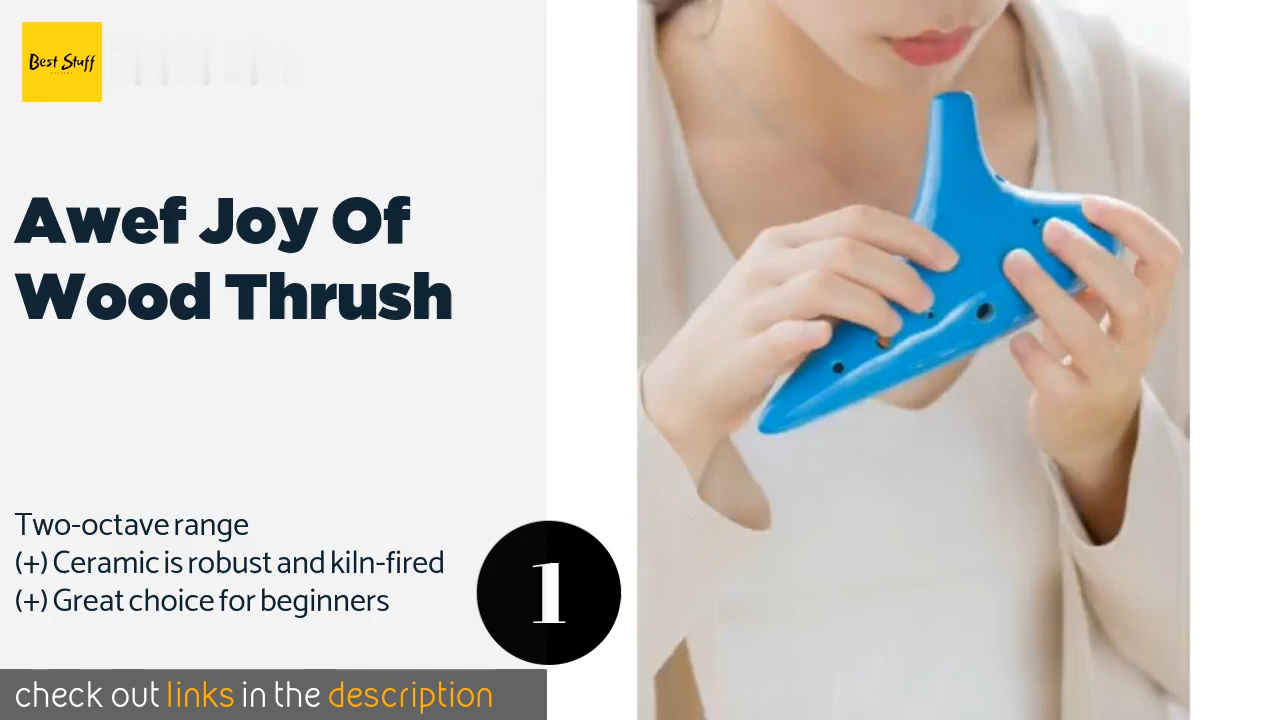 Best Stuff
Awef Joy Of
Wood Thrush
Two-octave range
(+) Ceramic is robust and kiln-fired
(+) Great choice for beginners
1
check out links in the description